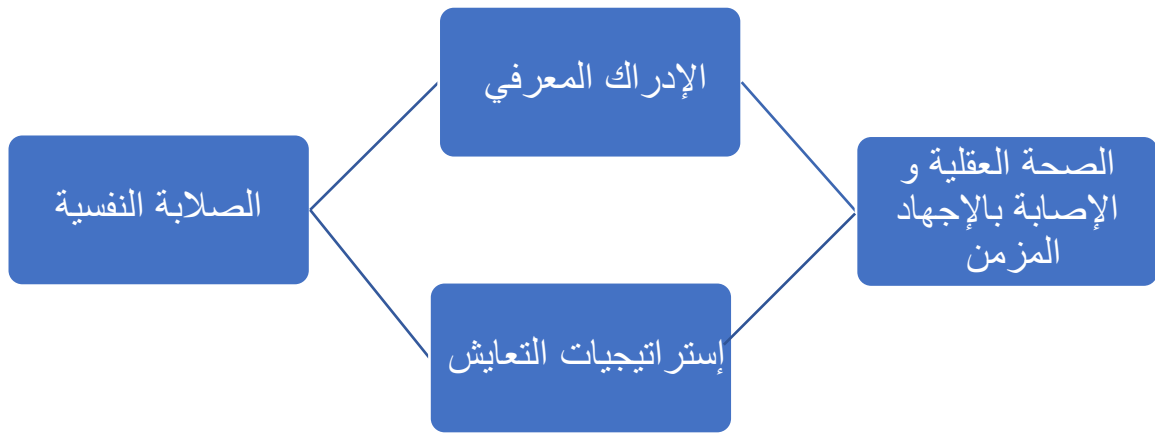 الإدراك المعرفي
الصلابة النفسية
الصحة العقلية و
الإصابة بالإجهاد
المزمن
إستراتيجيات التعايش